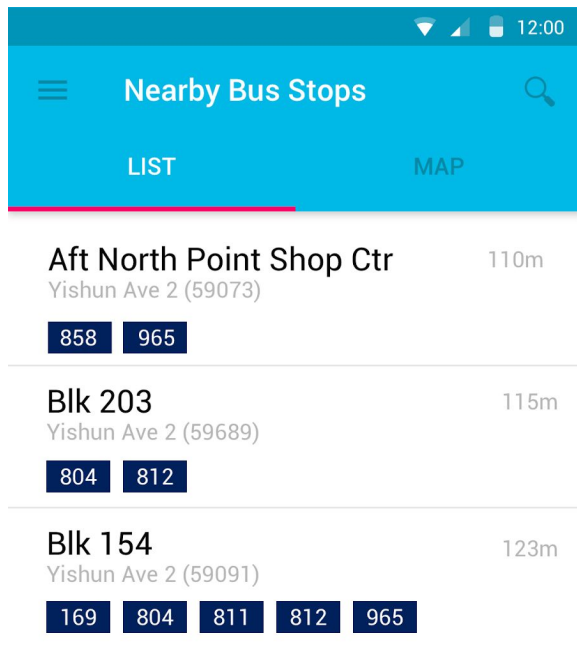 12:00
Nearby Bus Stops
LIST MAP
Aft North Point Shop Ctr 110m
Yishun Ave 2 (59073)
858 965
Blk 203 115m
Yishun Ave 2 (59689)
804 812
Blk 154 123m
Yishun Ave 2 (59091)
169 804 811 812 965